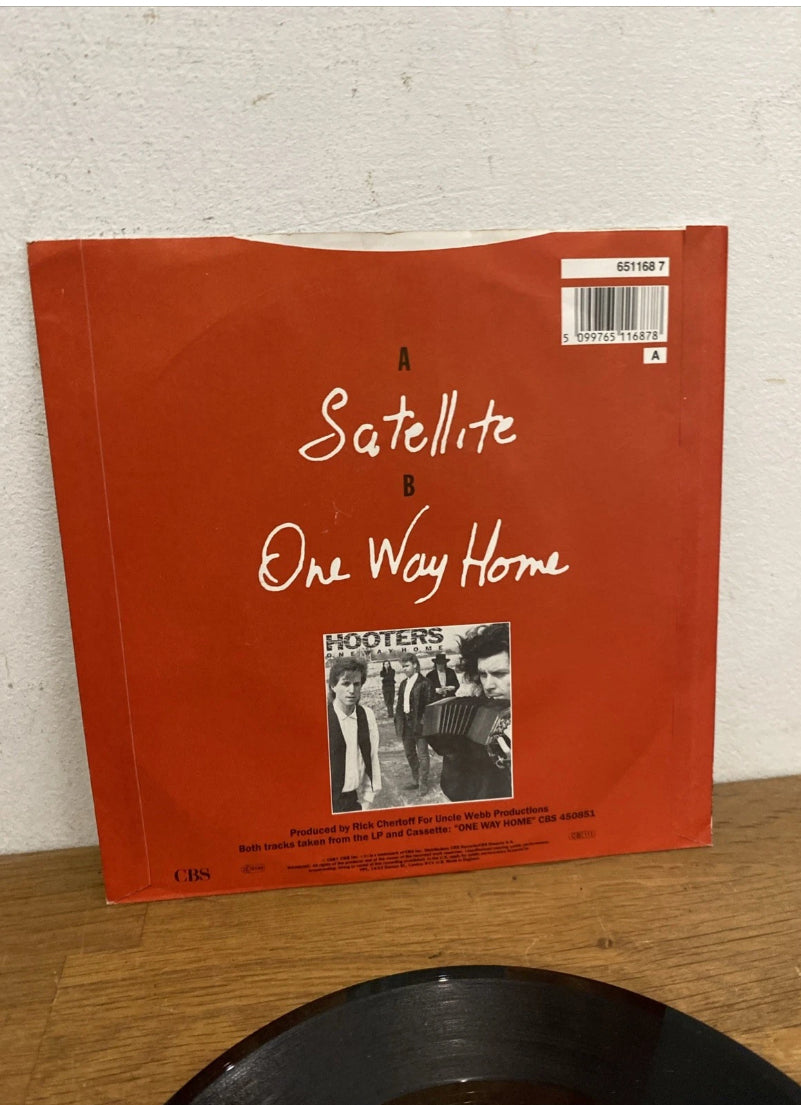 651168 7
5 099765 116878
A
A
Satellite
B
One Way Home
HOOTERS
ONE WAY HOME
Produced by Rick Chertoff For Uncle Webb Productions
Both tracks taken from the LP and Cassette: "ONE WAY HOME" CBS 450851
CBS